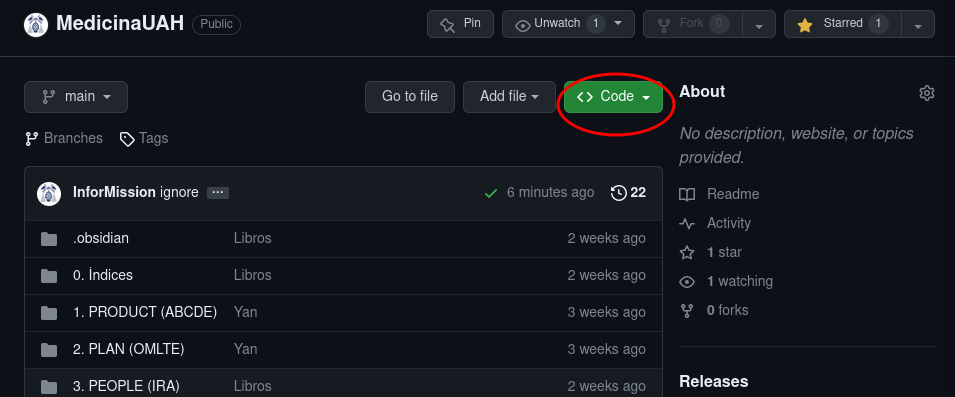 MedicinaUAH Public
Pin
Unwatch 1
Fork 0
Starred 1
main
Go to file
Add file
Code
Branches
Tags
InforMission ignore ...
6 minutes ago
22
.obsidian Libros 2 weeks ago
0. Índices Libros 2 weeks ago
1. PRODUCT (ABCDE) Yan 3 weeks ago
2. PLAN (OMLTE) Yan 3 weeks ago
3. PEOPLE (IRA) Libros 2 weeks ago
About
No description, website, or topics
provided.
Readme
Activity
1 star
1 watching
0 forks
Releases